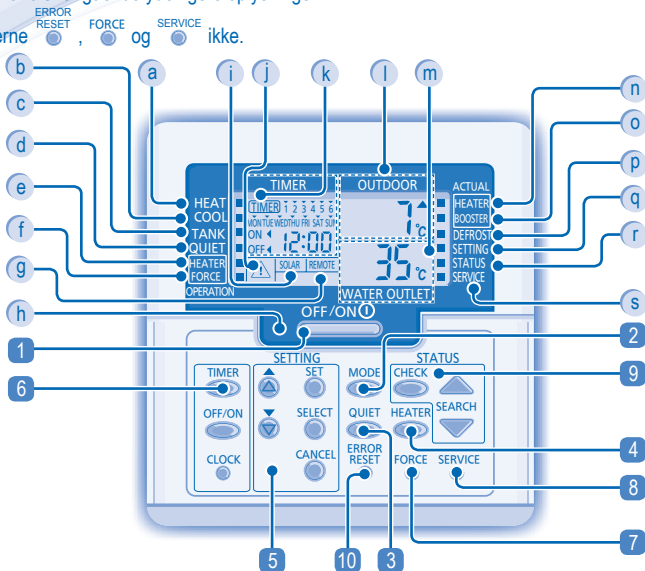 ERROR RESET FORCE SERVICE
erne , og ikke.
b a i j k l m n
c o
d p
e q
f r
g s
h
TIMER OUTDOOR ACTUAL
HEAT TIMER 1 2 3 4 5 6 7 °C HEATER
COOL MON TUE WED THU FRI SAT SUN BOOSTER
TANK ON DEFROST
QUIET OFF 12:00 35 °C SETTING
HEATER SOLAR REMOTE STATUS
FORCE SERVICE
OPERATION WATER OUTLET
OFF/ON
1 SETTING STATUS 2
6 TIMER SET MODE CHECK 9
OFF/ON SELECT QUIET HEATER SEARCH
4
CLOCK CANCEL ERROR RESET FORCE SERVICE
8
5 10 3 7